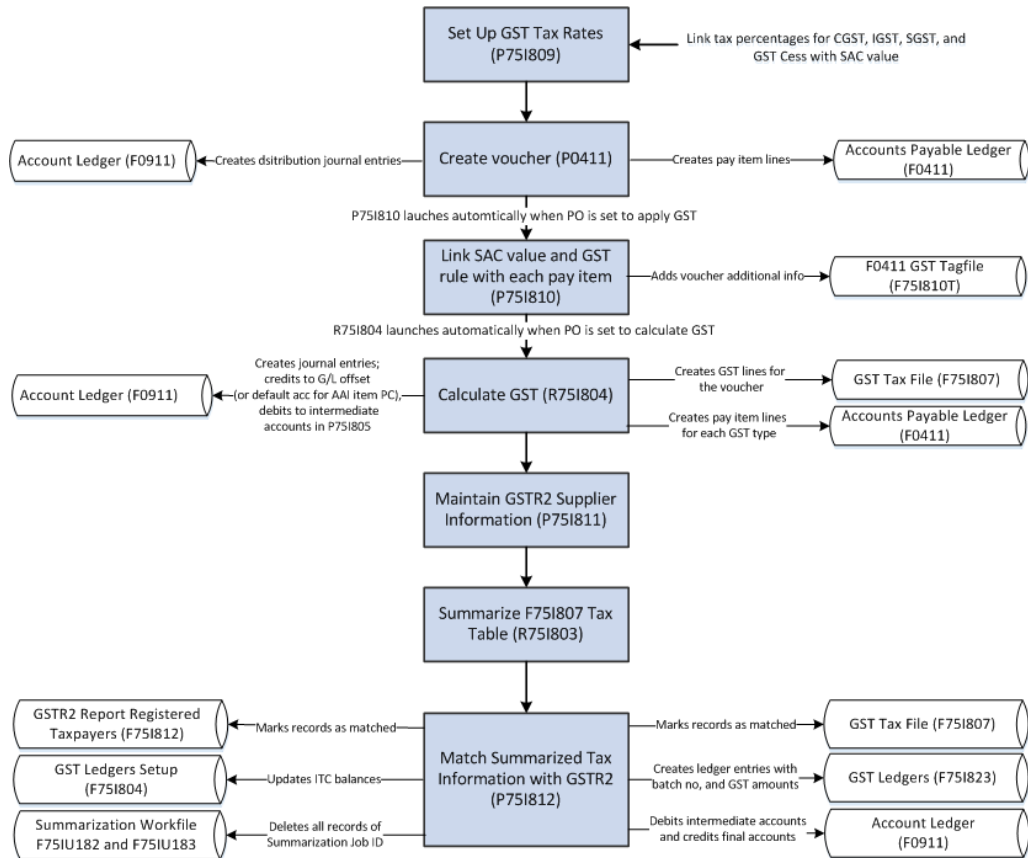 Set Up GST Tax Rates
(P75I809)
Link tax percentages for CGST, IGST, SGST, and
GST Cess with SAC value
Account Ledger (F0911)
Creates dsitribution journal entries
Create voucher (P0411)
Creates pay item lines
Accounts Payable Ledger
(F0411)
P75I810 lauches automtically when PO is set to apply GST
Link SAC value and GST
rule with each pay item
(P75I810)
Adds voucher additional info
F0411 GST Tagfile
(F75I810T)
R75I804 launches automatically when PO is set to calculate GST
Account Ledger (F0911)
Creates journal entries;
credits to G/L offset
(or default acc for AAI item PC),
debits to intermediate
accounts in P75I805
Calculate GST (R75I804)
Creates GST lines for
the voucher
GST Tax File (F75I807)
Creates pay item lines
for each GST type
Accounts Payable Ledger
(F0411)
Maintain GSTR2 Supplier
Information (P75I811)
Summarize F75I807 Tax
Table (R75I803)
GSTR2 Report Registered
Taxpayers (F75I812)
Marks records as matched
GST Ledgers Setup
(F75I804)
Updates ITC balances
Summarization Workfile
F75IU182 and F75IU183
Deletes all records of
Summarization Job ID
Match Summarized Tax
Information with GSTR2
(P75I812)
Marks records as matched
GST Tax File (F75I807)
Creates ledger entries with
batch no, and GST amounts
GST Ledgers (F75I823)
Debits intermediate accounts
and credits final accounts
Account Ledger
(F0911)